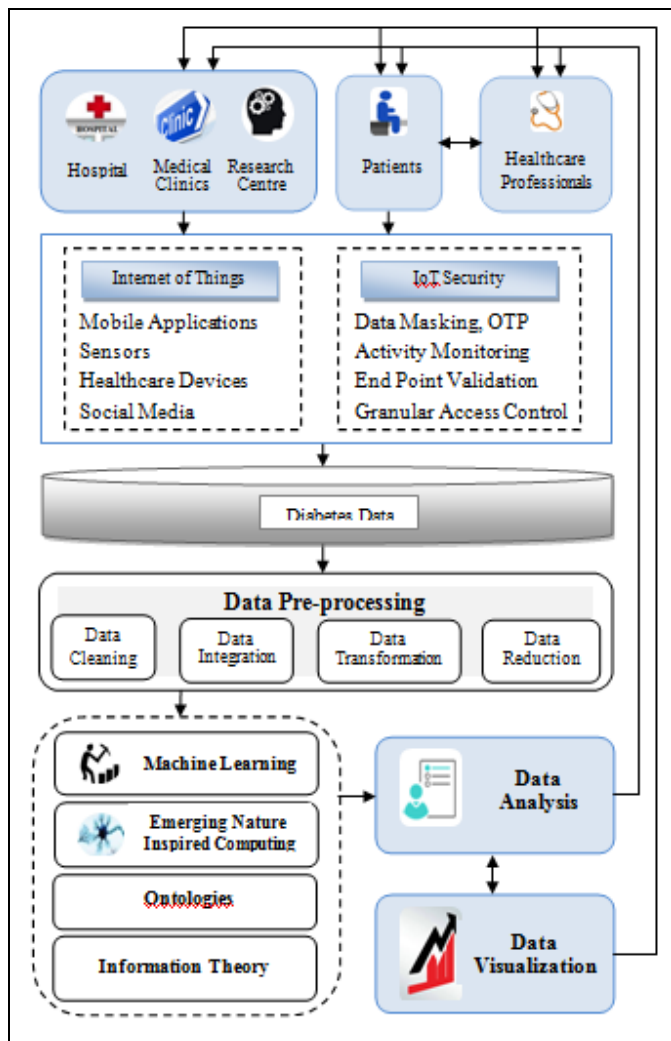 HOSPITAL
Clinic
Hospital
Medical
Clinics
Research
Centre
Patients
Healthcare
Professionals
Internet of Things
Mobile Applications
Sensors
Healthcare Devices
Social Media
IoT Security
Data Masking, OTP
Activity Monitoring
End Point Validation
Granular Access Control
Diabetes Data
Data Pre-processing
Data
Cleaning
Data
Integration
Data
Transformation
Data
Reduction
Machine Learning
Emerging Nature
Inspired Computing
Ontologies
Information Theory
Data
Analysis
Data
Visualization